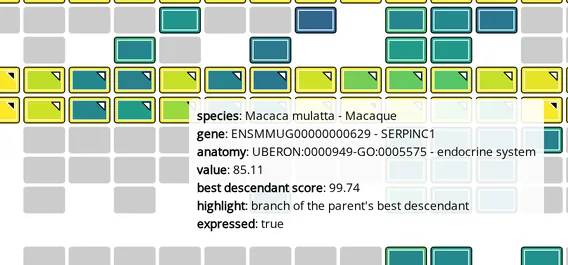 species: Macaca mulatta - Macaque
gene: ENSMMUG00000000629 - SERPINC1
anatomy: UBERON:0000949-GO:0005575 - endocrine system
value: 85.11
best descendant score: 99.74
highlight: branch of the parent's best descendant
expressed: true